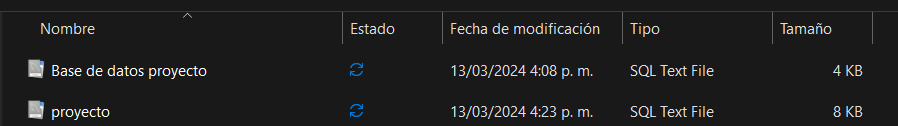 Nombre Estado Fecha de modificación Tipo Tamaño
Base de datos proyecto 13/03/2024 4:08 p. m. SQL Text File 4 KB
proyecto 13/03/2024 4:23 p. m. SQL Text File 8 KB